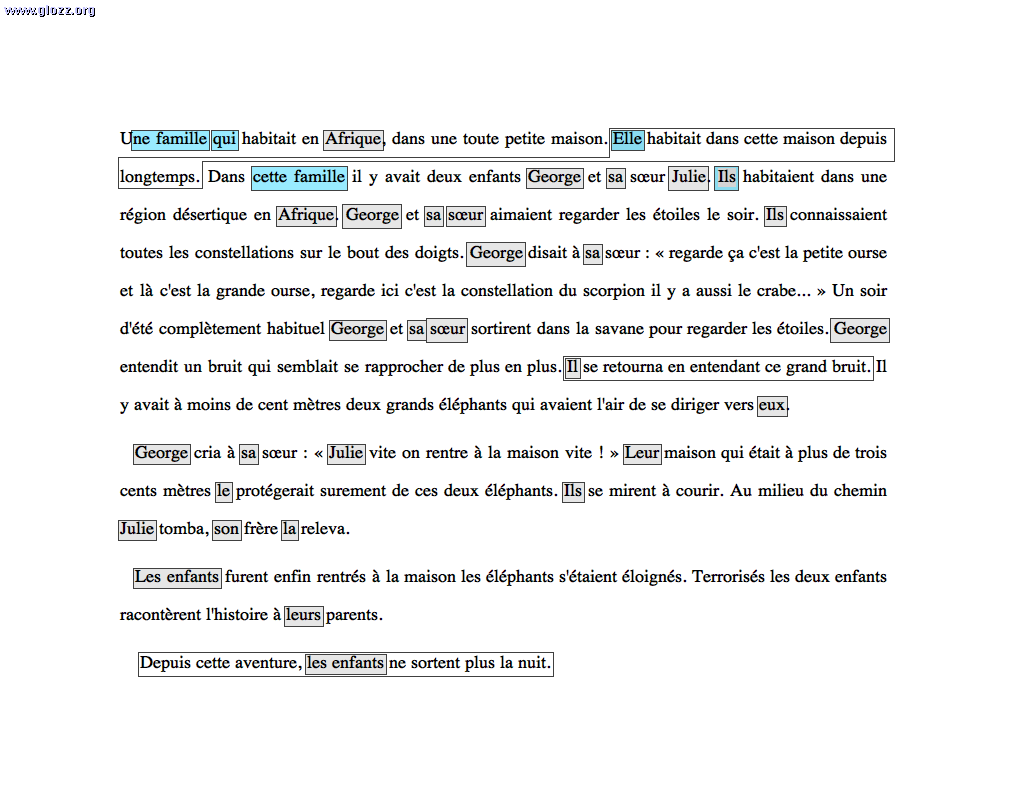 www.glozz.org
Une famille qui habitait en Afrique, dans une toute petite maison. Elle habitait dans cette maison depuis
longtemps. Dans cette famille il y avait deux enfants George et sa sœur Julie. Ils habitaient dans une
région désertique en Afrique. George et sa sœur aimaient regarder les étoiles le soir. Ils connaissaient
toutes les constellations sur le bout des doigts. George disait à sa sœur : « regarde ça c'est la petite ourse
et là c'est la grande ourse, regarde ici c'est la constellation du scorpion il y a aussi le crabe... » Un soir
d'été complètement habituel George et sa sœur sortirent dans la savane pour regarder les étoiles. George
entendit un bruit qui semblait se rapprocher de plus en plus. Il se retourna en entendant ce grand bruit. Il
y avait à moins de cent mètres deux grands éléphants qui avaient l'air de se diriger vers eux.
George cria à sa sœur : « Julie vite on rentre à la maison vite ! » Leur maison qui était à plus de trois
cents mètres le protégerait surement de ces deux éléphants. Ils se mirent à courir. Au milieu du chemin
Julie tomba, son frère la releva.
Les enfants furent enfin rentrés à la maison les éléphants s'étaient éloignés. Terrorisés les deux enfants
racontèrent l'histoire à leurs parents.
Depuis cette aventure, les enfants ne sortent plus la nuit.